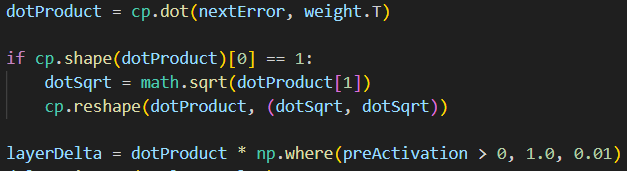 dotProduct = cp.dot(nextError, weight.T)
if cp.shape(dotProduct)[0] == 1:
dotSqrt = math.sqrt(dotProduct[1])
cp.reshape(dotProduct, (dotSqrt, dotSqrt))
layerDelta = dotProduct * np.where(preActivation > 0, 1.0, 0.01)